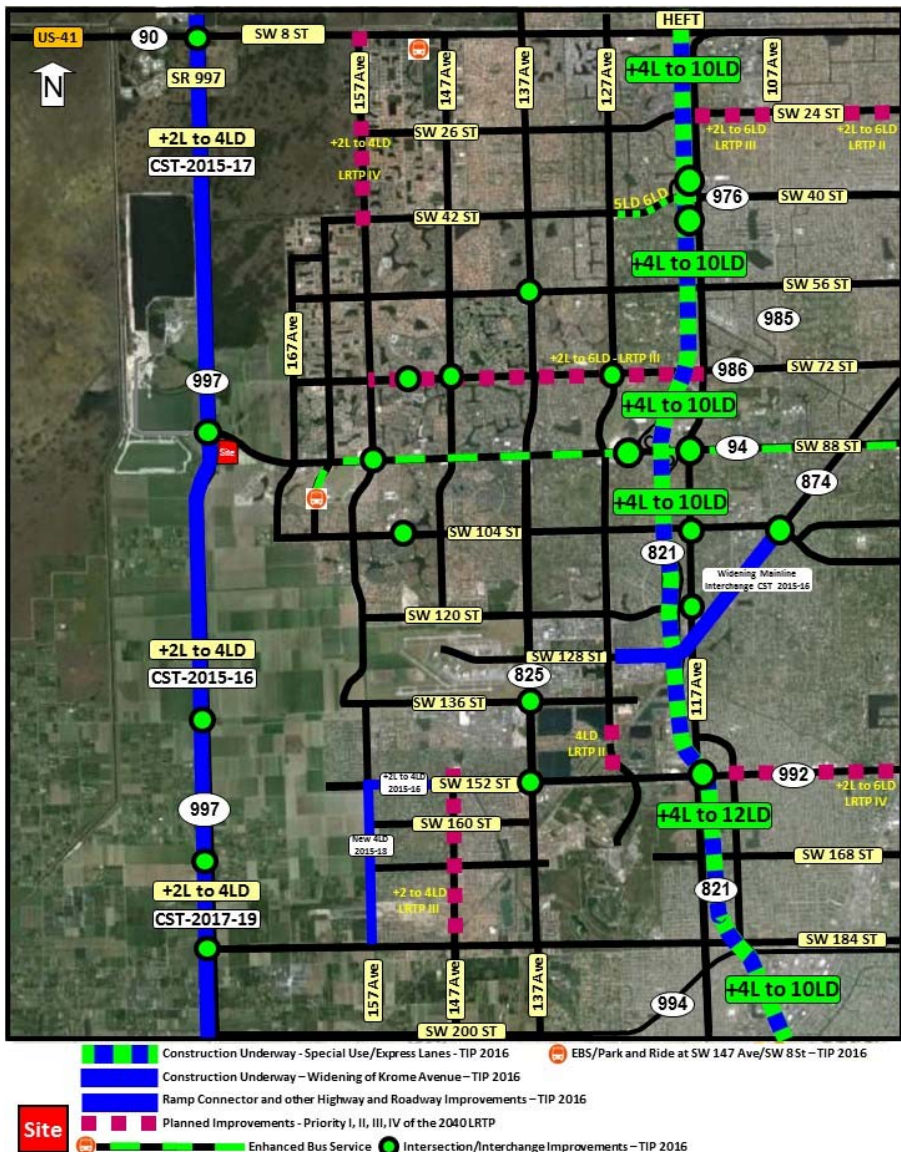 HEFT
US-41
90
SW 8 ST
N
SR 997
157 Ave
147 Ave
137 Ave
127 Ave
107 Ave
+4L to 10LD
SW 24 ST
SW 26 ST
+2L to 6LD
LRTP III
+2L to 6LD
LRTP II
+2L to 4LD
CST-2015-17
+2L to 4LD
LRTP IV
5LD 6LD
976
SW 40 ST
SW 42 ST
+4L to 10LD
SW 56 ST
167 Ave
985
+2L to 6LD - LRTP III
986
SW 72 ST
997
+4L to 10LD
Site
94
SW 88 ST
874
+4L to 10LD
SW 104 ST
821
Widening Mainline
Interchange CST 2015-16
SW 120 ST
+2L to 4LD
CST-2015-16
SW 128 ST
825
117 Ave
SW 136 ST
4LD
LRTP II
+2L to 4LD
2015-16
SW 152 ST
992
+2L to 6LD
LRTP IV
997
+4L to 12LD
SW 160 ST
New 4LD
2015-18
SW 168 ST
+2L to 4LD
CST-2017-19
+2 to 4LD
LRTP III
821
SW 184 ST
157 Ave
147 Ave
137 Ave
+4L to 10LD
994
SW 200 ST
Construction Underway - Special Use/Express Lanes - TIP 2016
EBS/Park and Ride at SW 147 Ave/SW 8St – TIP 2016
Construction Underway – Widening of Krome Avenue – TIP 2016
Ramp Connector and other Highway and Roadway Improvements – TIP 2016
Site
Planned Improvements - Priority I, II, III, IV of the 2040 LRTP
Enhanced Bus Service
Intersection/Interchange Improvements – TIP 2016